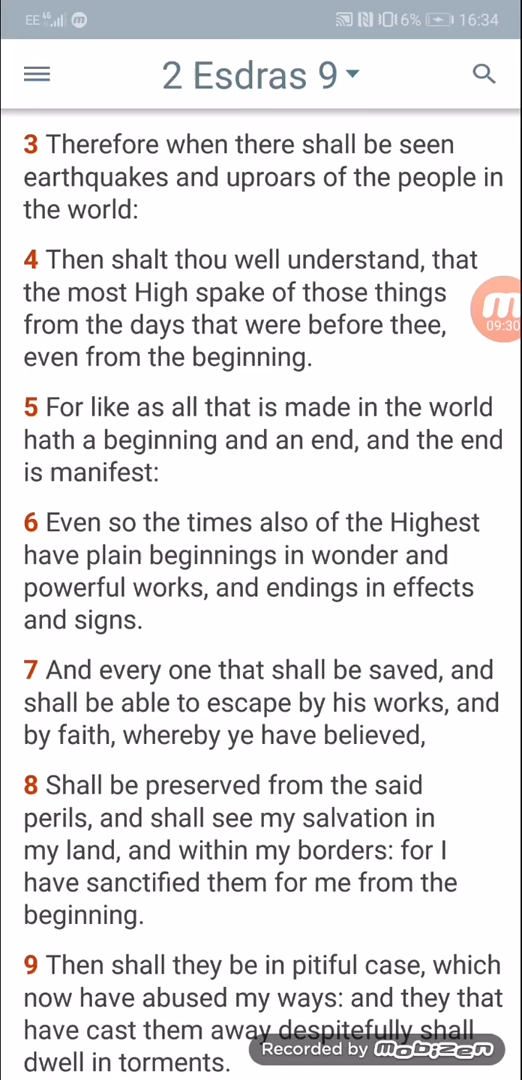 EE 4G m 6% 16:34
2 Esdras 9
3 Therefore when there shall be seen
earthquakes and uproars of the people in
the world:
4 Then shalt thou well understand, that
the most High spake of those things
from the days that were before thee,
even from the beginning.
m
09:30
5 For like as all that is made in the world
hath a beginning and an end, and the end
is manifest:
6 Even so the times also of the Highest
have plain beginnings in wonder and
powerful works, and endings in effects
and signs.
7 And every one that shall be saved, and
shall be able to escape by his works, and
by faith, whereby ye have believed,
8 Shall be preserved from the said
perils, and shall see my salvation in
my land, and within my borders: for I
have sanctified them for me from the
beginning.
9 Then shall they be in pitiful case, which
now have abused my ways: and they that
have cast them away despitefully shall
dwell in torments.
Recorded by mobizen